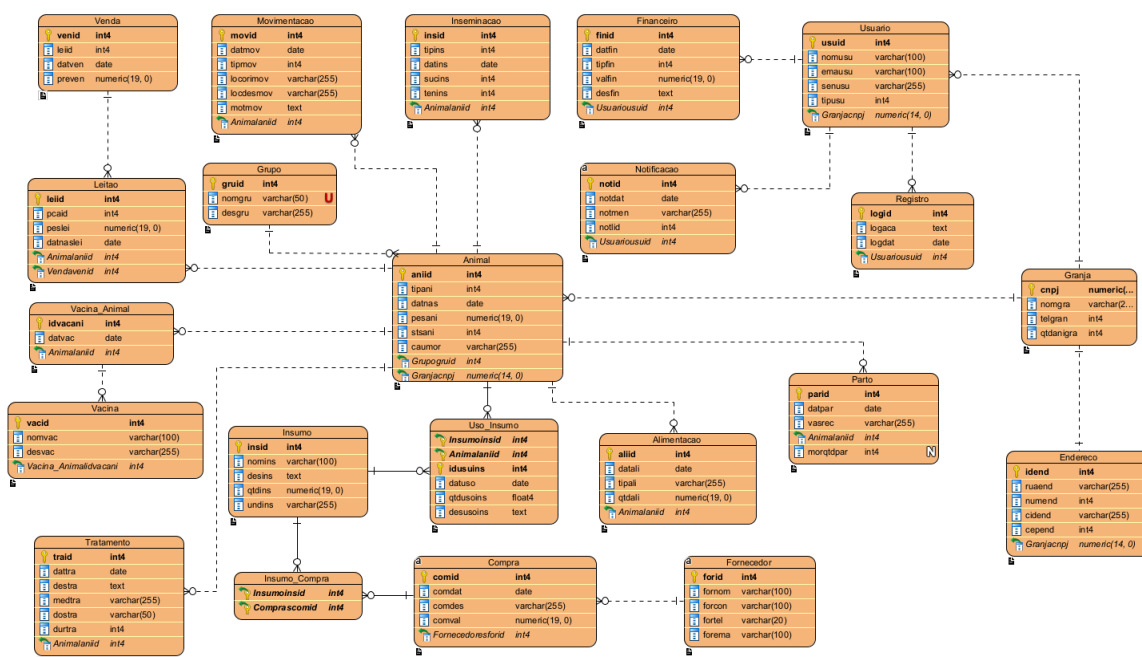 Venda
venid int4
leiid int4
datven date
preven numeric(19, 0)
Movimentacao
movid int4
datmov date
tipmov int4
locorimov varchar(255)
locdesmov varchar(255)
motmov text
Animalaniid int4
Inseminacao
insid int4
tipins int4
datins date
sucins int4
tenins int4
Animalaniid int4
Financeiro
finid int4
datfin date
tipfin int4
valfin numeric(19, 0)
desfin text
Usuariousuid int4
Usuario
usuid int4
nomusu varchar(100)
emausu varchar(100)
senusu varchar(255)
tipusu int4
Granjacnpj numeric(14, 0)
Leitao
leiid int4
pcaid int4
peslei numeric(19, 0)
datnaslei date
Animalaniid int4
Vendavenid int4
Grupo
gruid int4
nomgru varchar(50) U
desgru varchar(255)
a
Notificacao
notid int4
notdat date
notmen varchar(255)
notlid int4
Usuariousuid int4
Registro
logid int4
logaca text
logdat date
Usuariousuid int4
Animal
aniid int4
tipani int4
datnas date
pesani numeric(19, 0)
stsani int4
caumor varchar(255)
Grupogruid int4
Granjacnpj numeric(14, 0)
Granja
cnpj numeric(...
nomgra varchar(2...
telgran int4
qtdanigra int4
Vacina_Animal
idvacani int4
datvac date
Animalaniid int4
Vacina
vacid int4
nomvac varchar(100)
desvac varchar(255)
Vacina_Animalidvacani int4
Insumo
insid int4
nomins varchar(100)
desins text
qtdins numeric(19, 0)
undins varchar(255)
Uso_Insumo
Insumoinsid int4
Animalaniid int4
idusuins int4
datuso date
qtdusoins float4
desusoins text
Alimentacao
aliid int4
datali date
tipali varchar(255)
qtdali numeric(19, 0)
Animalaniid int4
Parto
parid int4
datpar date
vasrec varchar(255)
Animalaniid int4
morqtdpar int4 N
Endereco
idend int4
ruaend varchar(255)
numend int4
cidend varchar(255)
cepend int4
Granjacnpj numeric(14, 0)
Tratamento
traid int4
dattra date
destra text
medtra varchar(255)
dostra varchar(50)
durtra int4
Animalaniid int4
Insumo_Compra
Insumoinsid int4
Comprascomid int4
a
Compra
comid int4
comdat date
comdes varchar(255)
comval numeric(19, 0)
Fornecedoresforid int4
a
Fornecedor
forid int4
fornom varchar(100)
forcon varchar(100)
fortel varchar(20)
forema varchar(100)